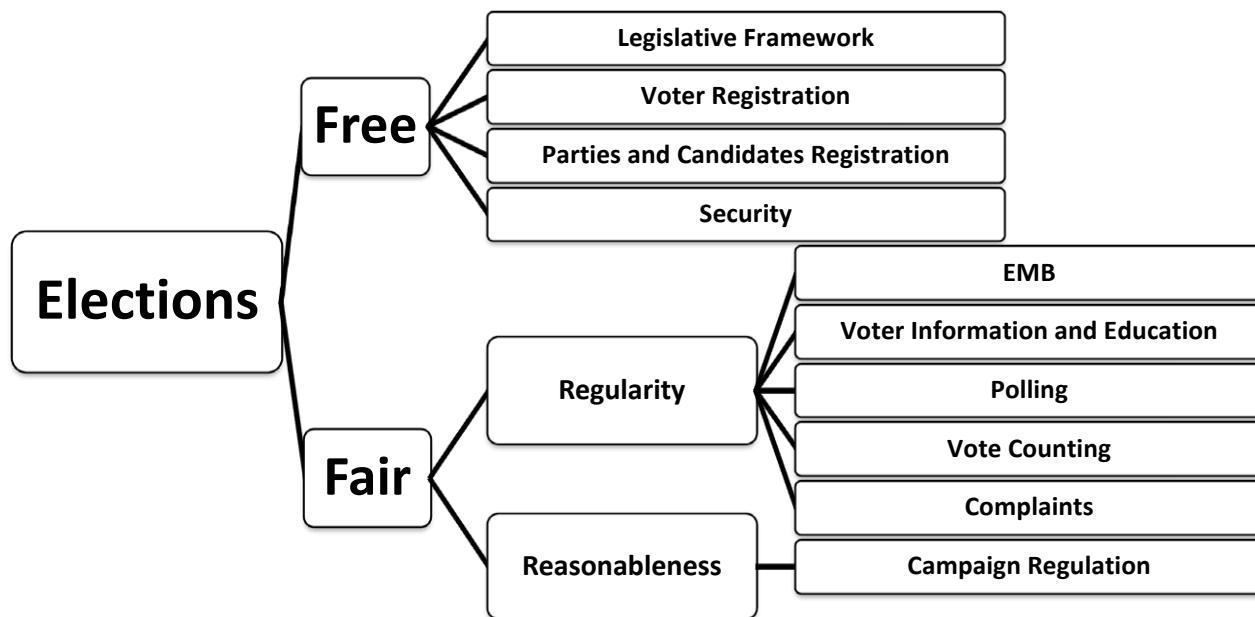 Elections
Free
Legislative Framework
Voter Registration
Parties and Candidates Registration
Security
Fair
Regularity
EMB
Voter Information and Education
Polling
Vote Counting
Complaints
Reasonableness
Campaign Regulation